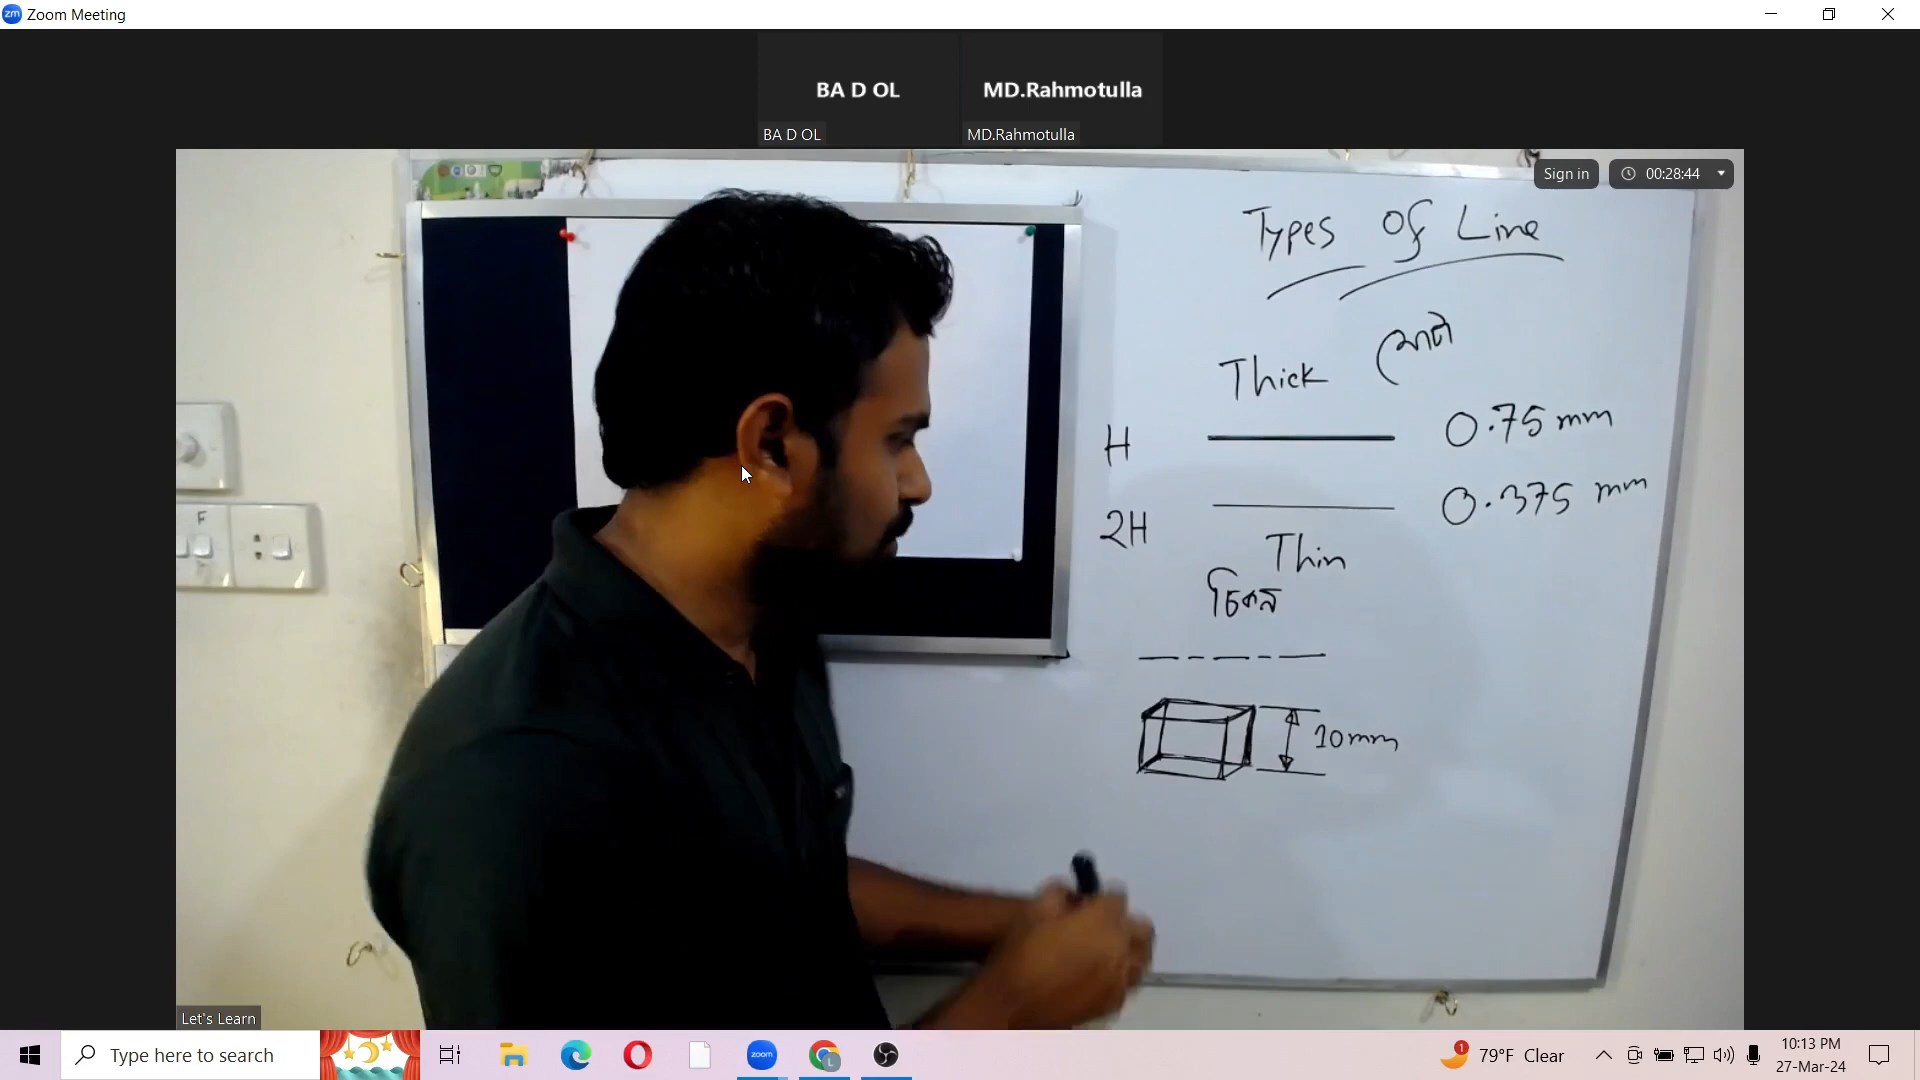 Zoom Meeting
BA D OL
MD.Rahmotulla
BA D OL
MD.Rahmotulla
Sign in
00:28:44
Types Of Line
Thick (মোটা
H
0.75 mm
2H
0.375 mm
Thin
চিকন
10mm
F
Let's Learn
Type here to search
zoom
L
1
79°F Clear
10:13 PM
27-Mar-24